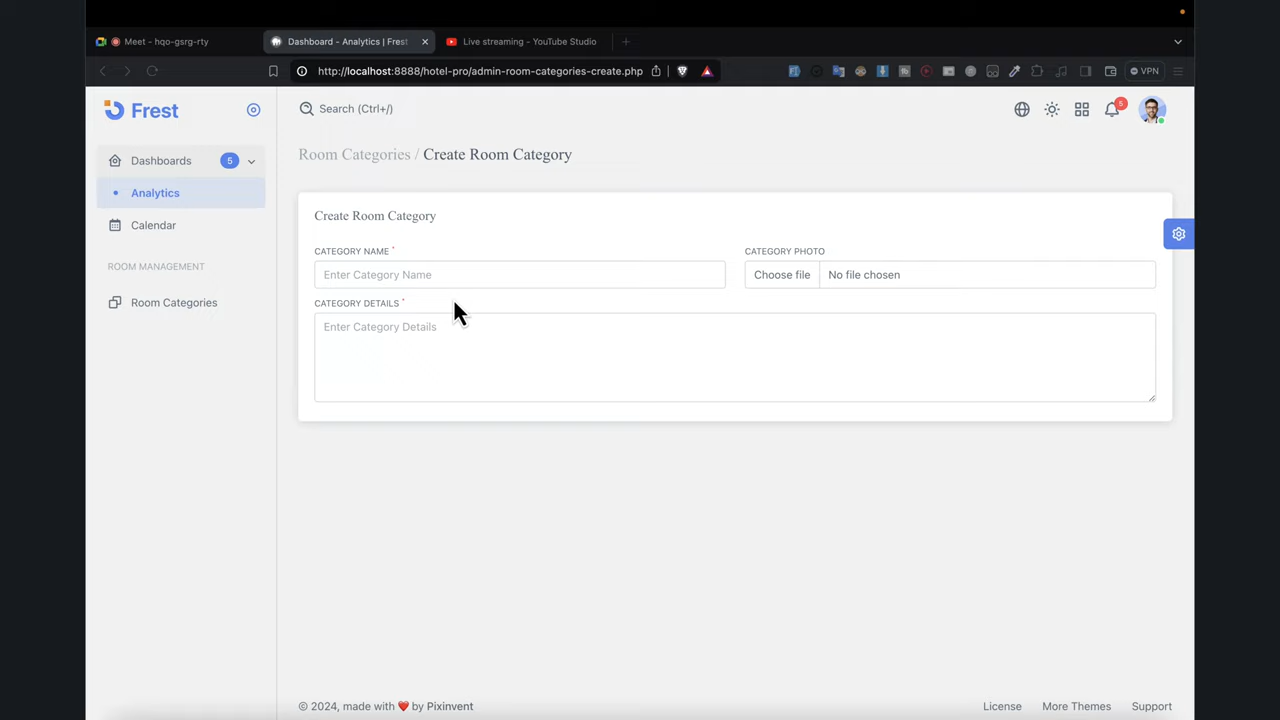 Meet - hqo-gsrg-rty
Dashboard - Analytics | Frest
Live streaming - YouTube Studio
http://localhost:8888/hotel-pro/admin-room-categories-create.php
VPN
Frest
Search (Ctrl+/)
5
Dashboards
5
Analytics
Calendar
ROOM MANAGEMENT
Room Categories
Room Categories / Create Room Category
Create Room Category
CATEGORY NAME *
Enter Category Name
CATEGORY PHOTO
Choose file
No file chosen
CATEGORY DETAILS *
Enter Category Details
© 2024, made with ❤️ by Pixinvent
License
More Themes
Support